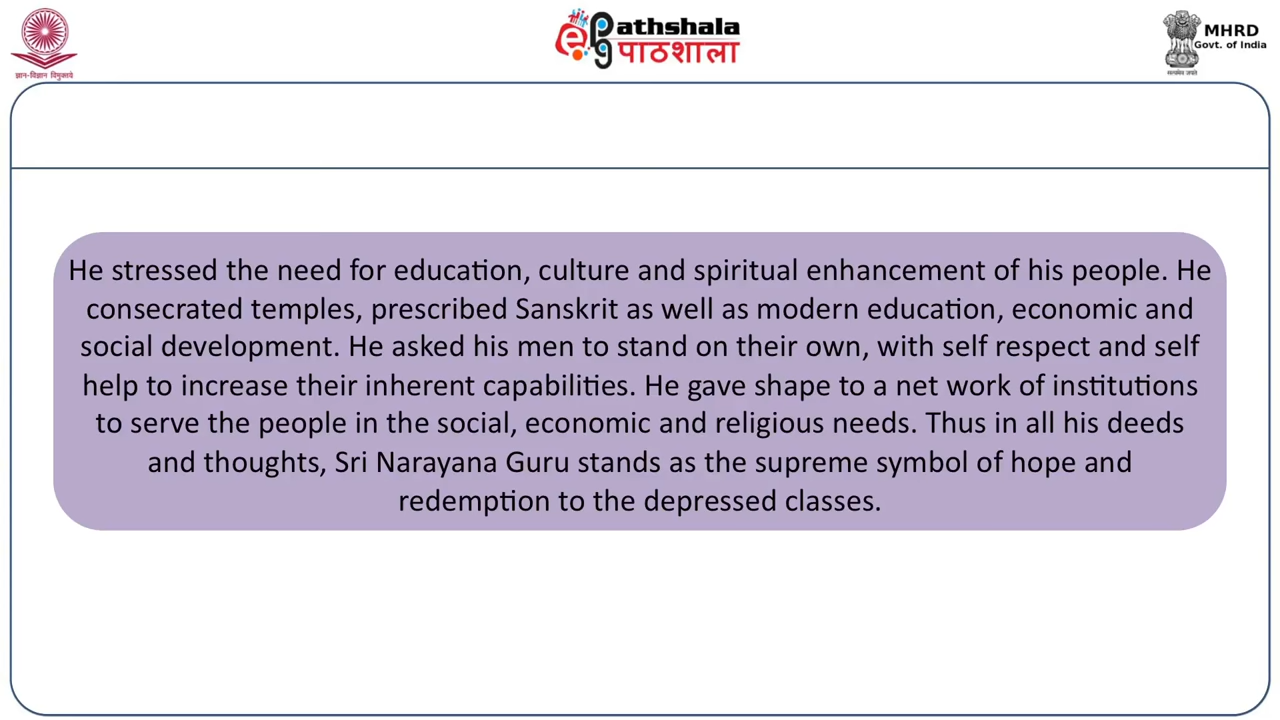 ज्ञान-विज्ञान विमुक्तये
ePG Pathshala
पाठशाला
MHRD
Govt. of India
सत्यमेव जयते
He stressed the need for education, culture and spiritual enhancement of his people. He
consecrated temples, prescribed Sanskrit as well as modern education, economic and
social development. He asked his men to stand on their own, with self respect and self
help to increase their inherent capabilities. He gave shape to a net work of institutions
to serve the people in the social, economic and religious needs. Thus in all his deeds
and thoughts, Sri Narayana Guru stands as the supreme symbol of hope and
redemption to the depressed classes.